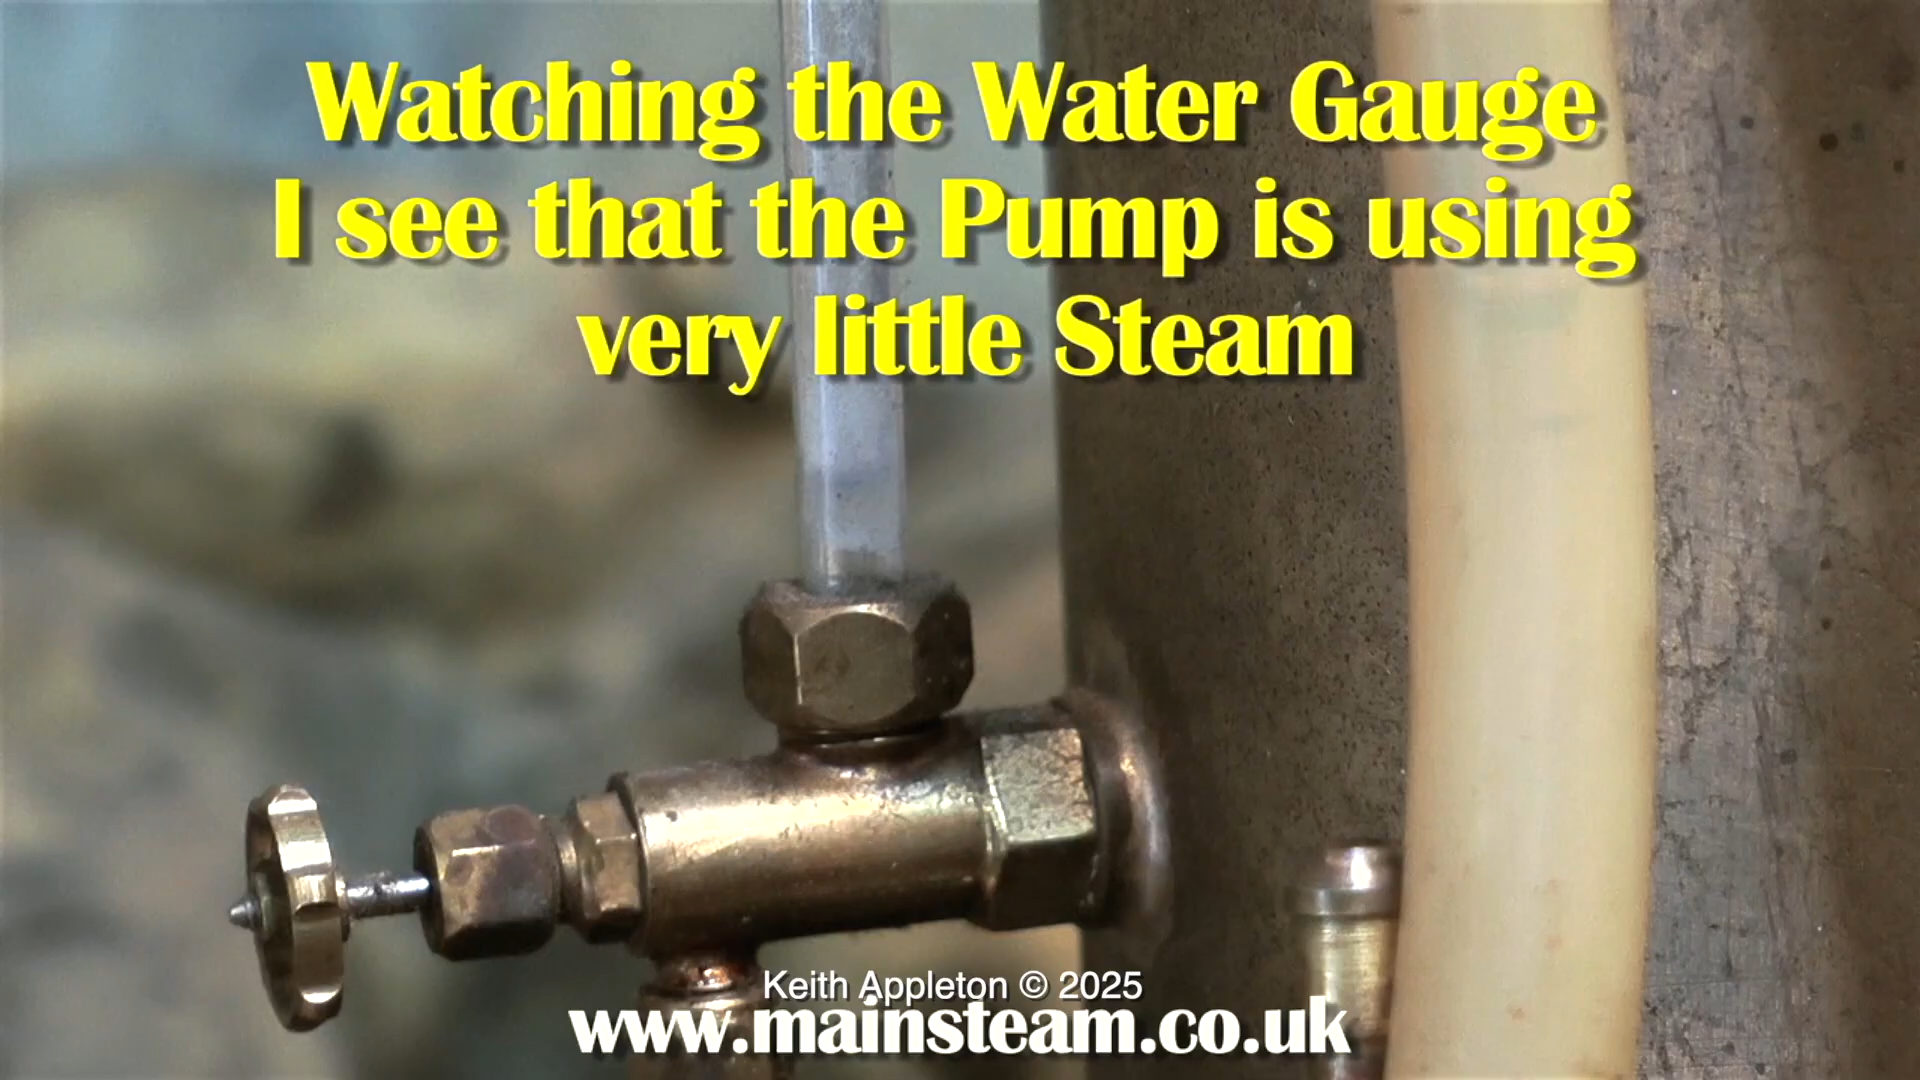 Watching the Water Gauge
I see that the Pump is using
very little Steam
Keith Appleton © 2025
www.mainsteam.co.uk